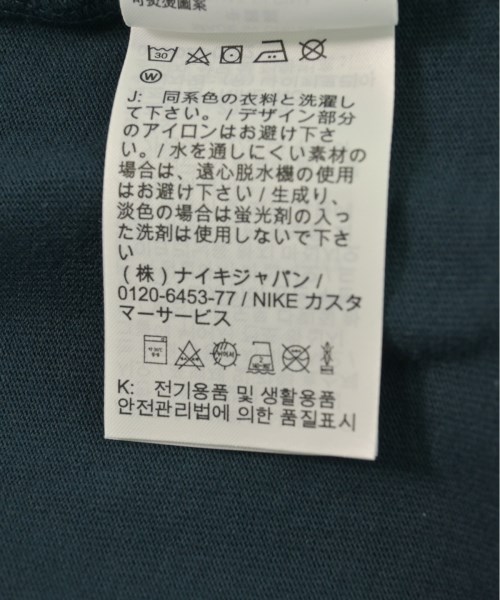 可熨燙圖案
30
W
J: 同系色の衣料と洗濯し
て下さい。/ デザイン部分
のアイロンはお避け下さ
い。/ 水を通しにくい素材の
場合は、遠心脱水機の使用
はお避け下さい / 生成り、
淡色の場合は蛍光剤の入っ
た洗剤は使用しないで下さ
い
(株) ナイキジャパン /
0120-6453-77 / NIKE カスタ
マーサービス
K: 전기용품 및 생활용품
안전관리법에 의한 품질표시